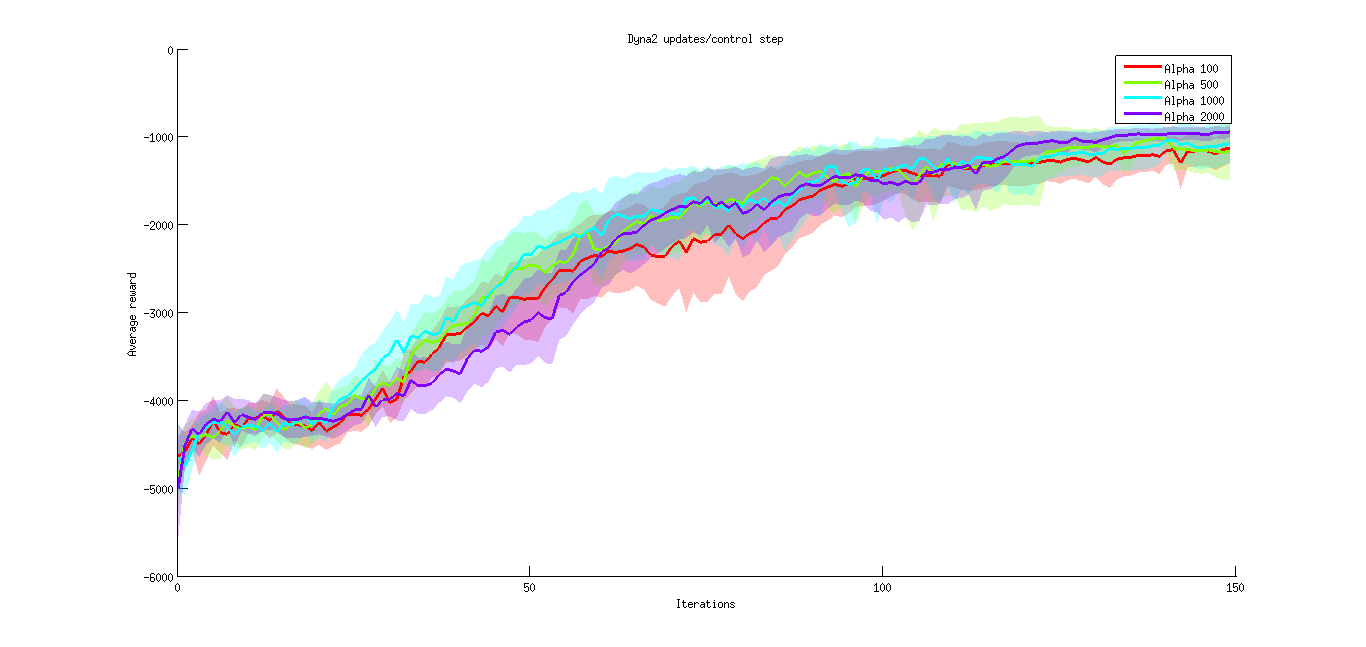 Dyna2 updates/control step
Alpha 100
Alpha 500
Alpha 1000
Alpha 2000
0
-1000
-2000
-3000
-4000
-5000
-6000
Average reward
0 50 100 150
Iterations